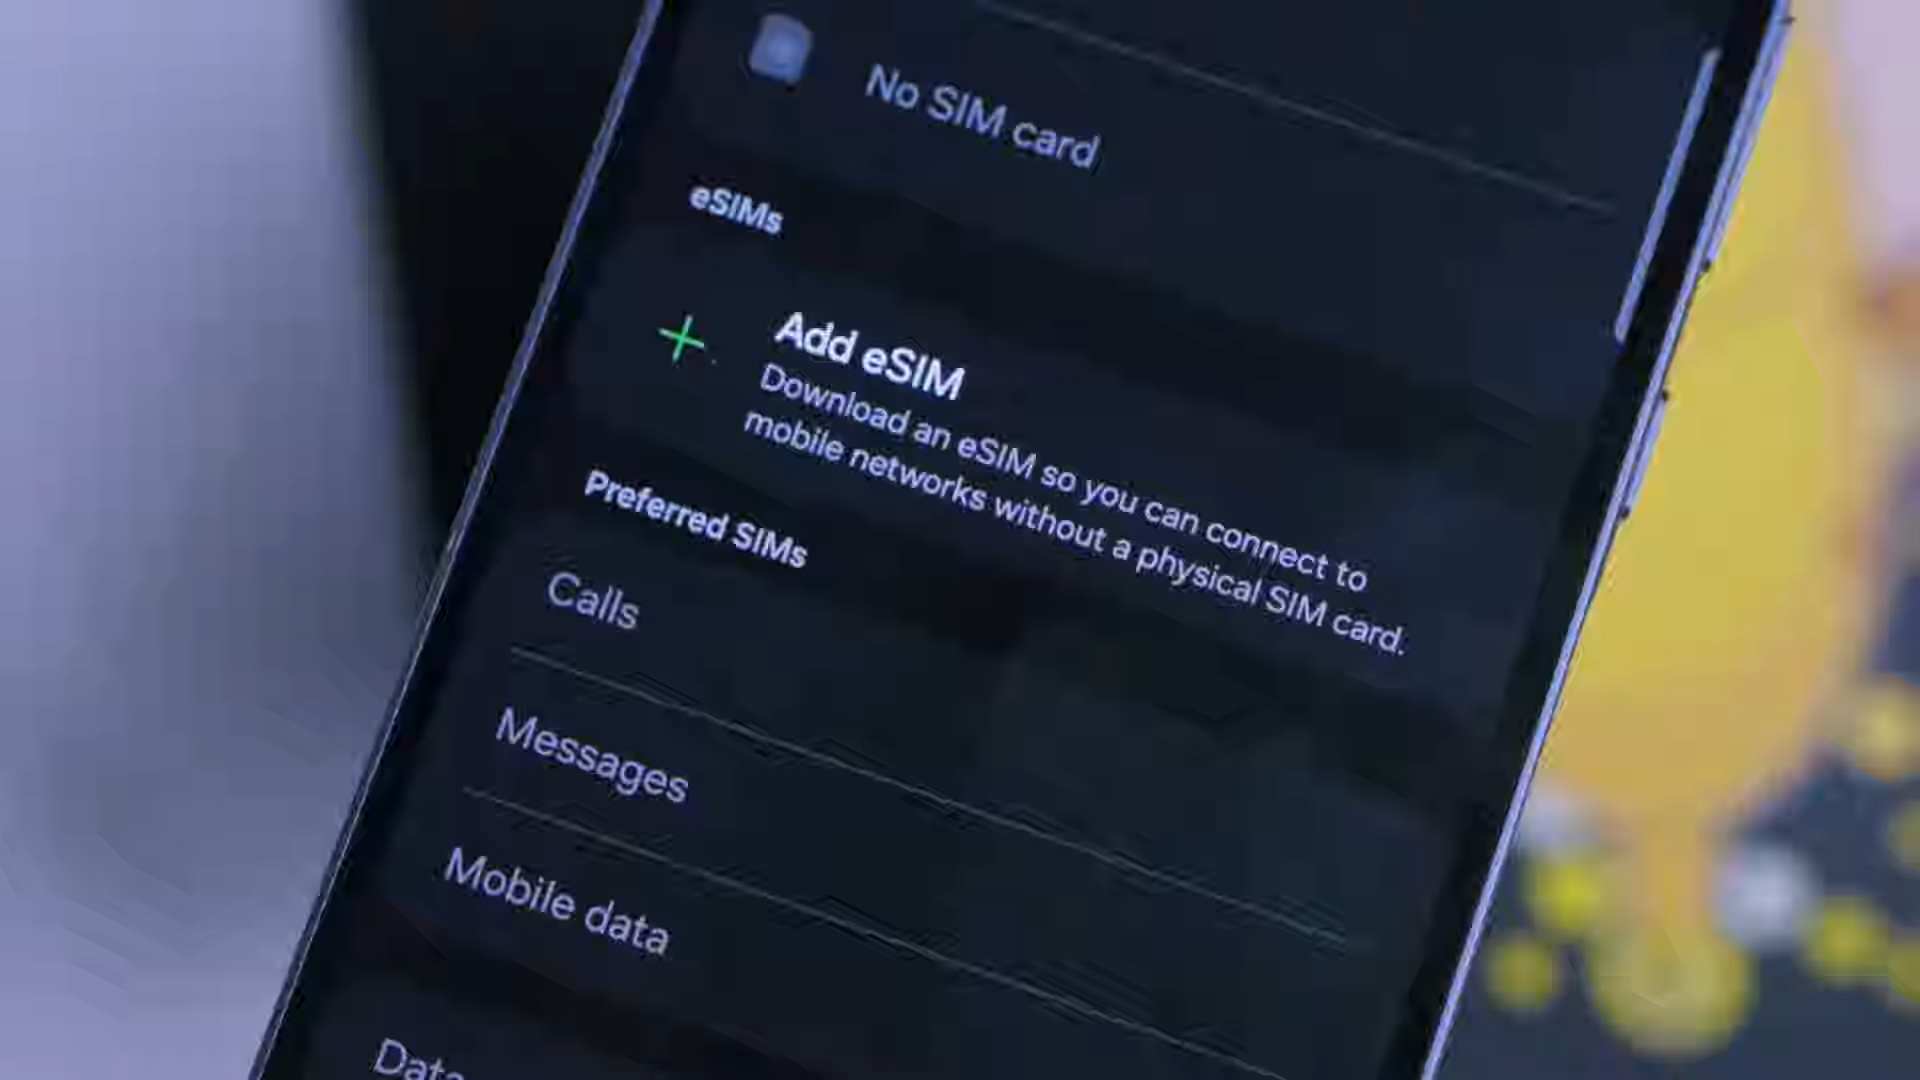 No SIM card
eSIMs
Add eSIM
Download an eSIM so you can connect to
mobile networks without a physical SIM card.
Preferred SIMs
Calls
Messages
Mobile data
Data